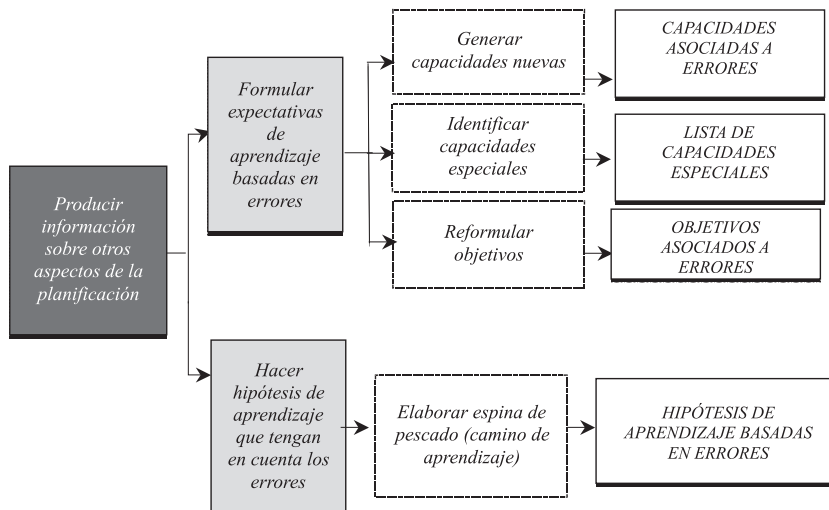 Producir
información
sobre otros
aspectos de la
planificación
Formular
expectativas
de
aprendizaje
basadas en
errores
Generar
capacidades nuevas
CAPACIDADES
ASOCIADAS A
ERRORES
Identificar
capacidades
especiales
LISTA DE
CAPACIDADES
ESPECIALES
Reformular
objetivos
OBJETIVOS
ASOCIADOS A
ERRORES
Hacer
hipótesis de
aprendizaje
que tengan
en cuenta los
errores
Elaborar espina de
pescado (camino de
aprendizaje)
HIPÓTESIS DE
APRENDIZAJE BASADAS
EN ERRORES